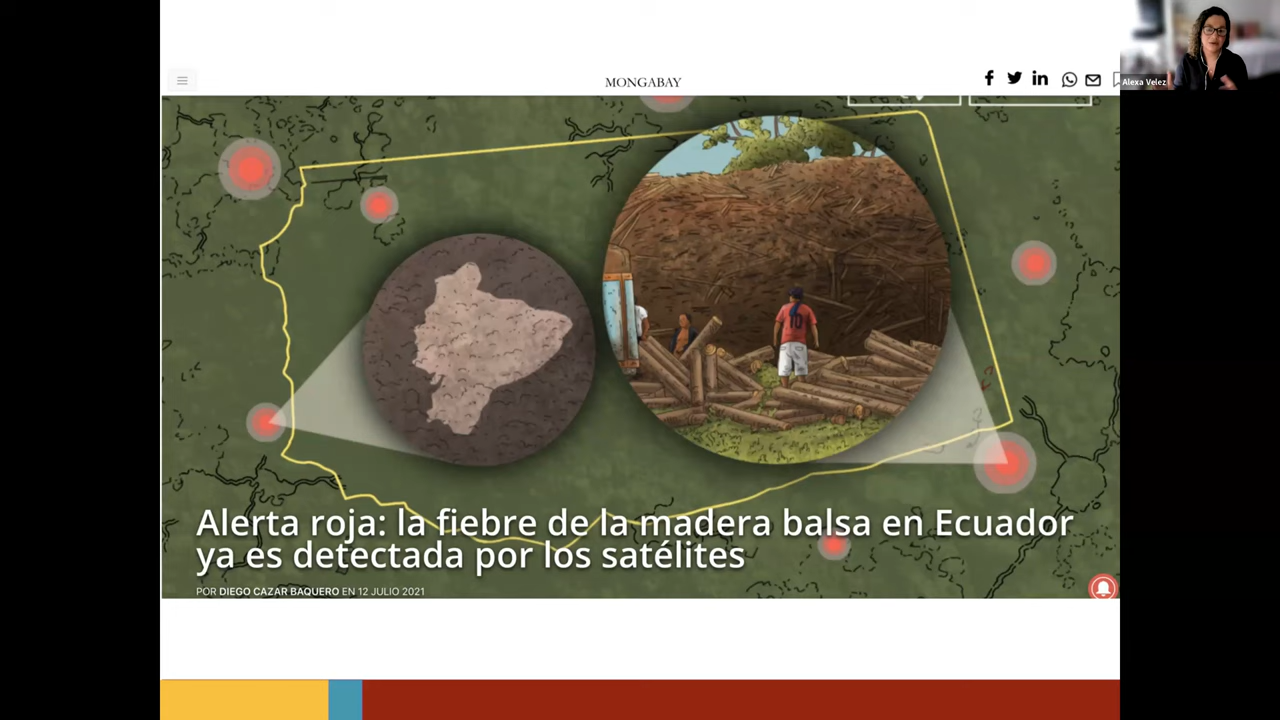 MONGABAY
Alexa Velez
10
Alerta roja: la fiebre de la madera balsa en Ecuador
ya es detectada por los satélites
POR DIEGO CAZAR BAQUERO EN 12 JULIO 2021